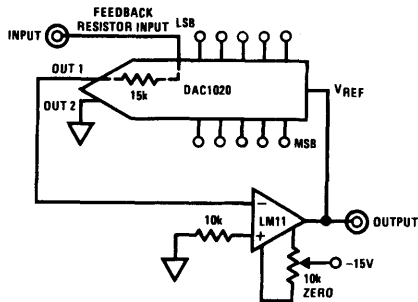 FEEDBACK
RESISTOR INPUT
LSB
INPUT
OUT 1
15k
DAC1020
VREF
OUT 2
MSB
10k
−
LM11
+
OUTPUT
−15V
10k
ZERO